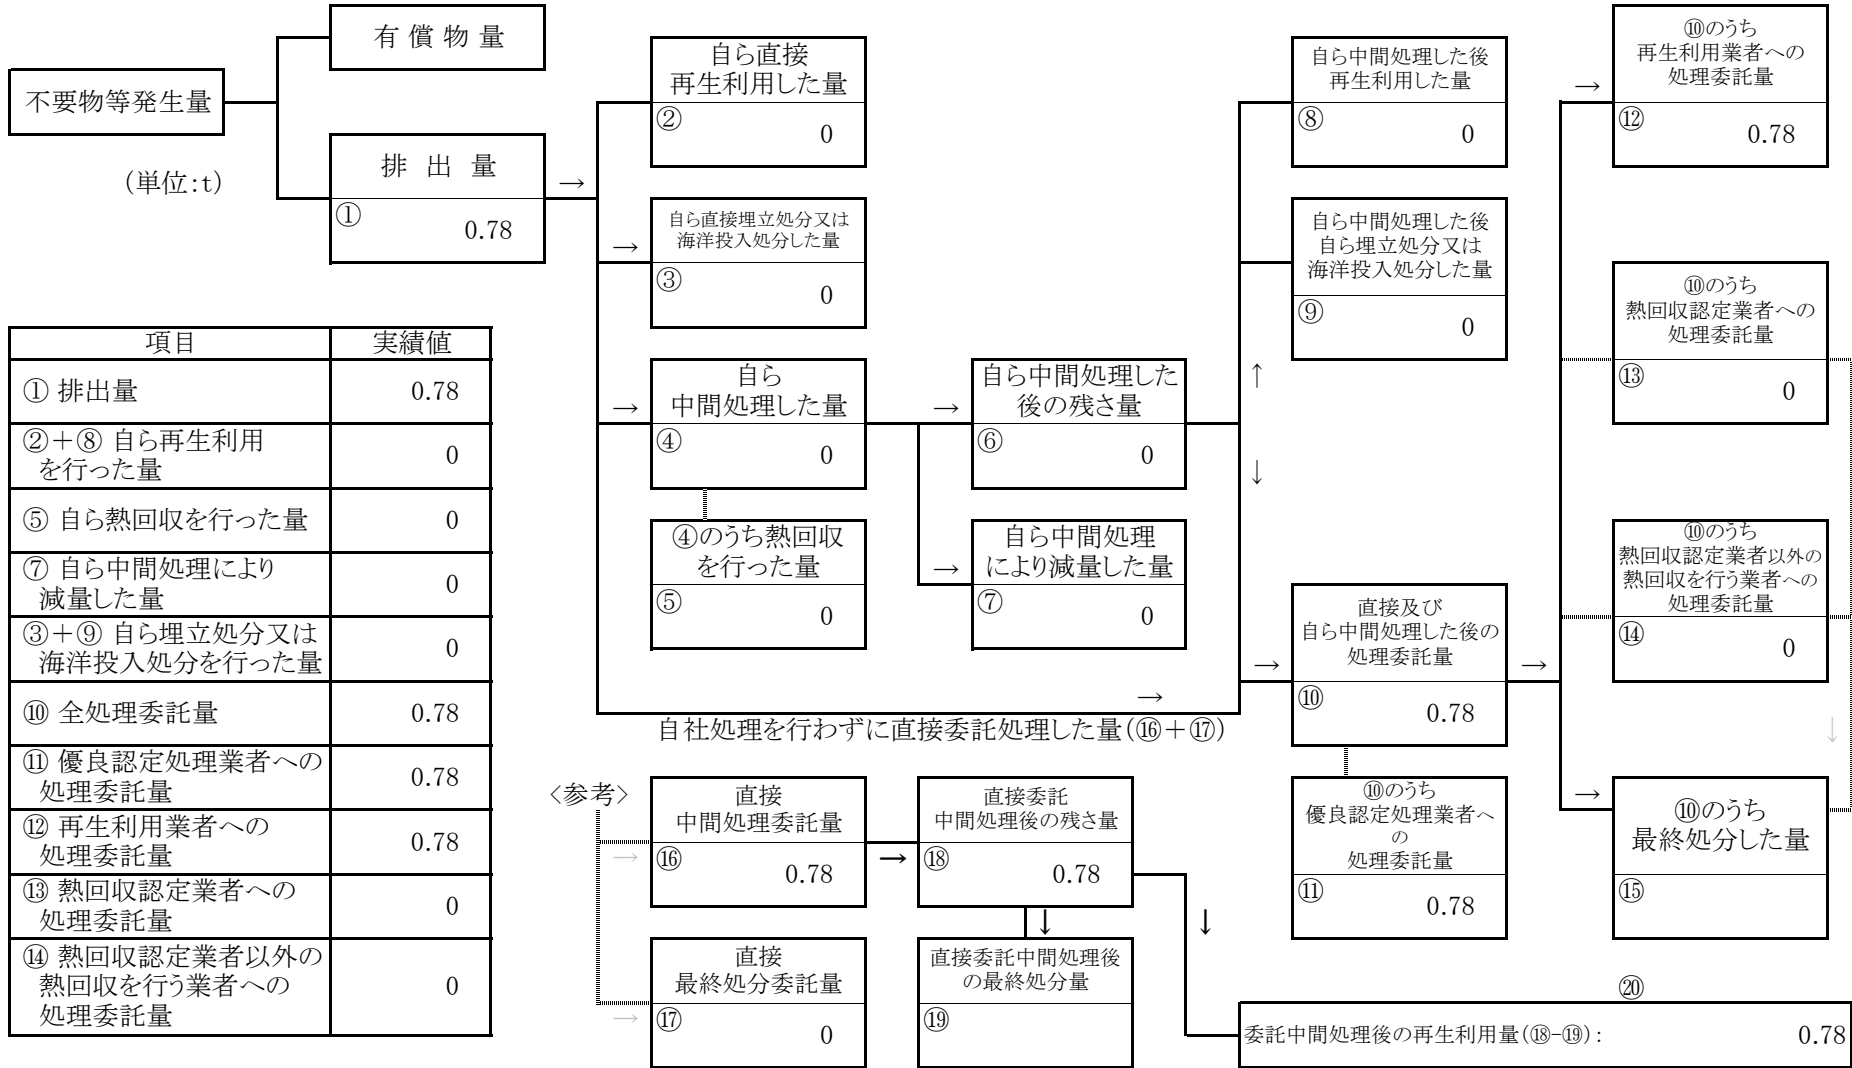 有 償 物 量
不要物等発生量
(単位:t)
排 出 量
①
0.78
→
自ら直接
再生利用した量
②
0
→
自ら直接埋立処分又は
海洋投入処分した量
③
0
→
自ら
中間処理した量
④
0
④のうち熱回収
を行った量
⑤
0
→
自ら中間処理した
後の残さ量
⑥
0
→
自ら中間処理
により減量した量
⑦
0
↑
↓
自ら中間処理した後
再生利用した量
⑧
0
自ら中間処理した後
自ら埋立処分又は
海洋投入処分した量
⑨
0
→
自社処理を行わずに直接委託処理した量(⑯+⑰)
→
直接及び
自ら中間処理した後の
処理委託量
⑩
0.78
⑩のうち
優良認定処理業者へ
の
処理委託量
⑪
0.78
→
→
⑩のうち
再生利用業者への
処理委託量
⑫
0.78
⑩のうち
熱回収認定業者への
処理委託量
⑬
0
⑩のうち
熱回収認定業者以外の
熱回収を行う業者への
処理委託量
⑭
0
↓
→
⑩のうち
最終処分した量
⑮
<参考>
→
直接
中間処理委託量
⑯
0.78
→
直接委託
中間処理後の残さ量
⑱
0.78
↓
↓
→
直接
最終処分委託量
⑰
0
直接委託中間処理後
の最終処分量
⑲
⑳
委託中間処理後の再生利用量(⑱-⑲): 0.78
項目 実績値
① 排出量 0.78
②+⑧ 自ら再生利用
を行った量 0
⑤ 自ら熱回収を行った量 0
⑦ 自ら中間処理により
減量した量 0
③+⑨ 自ら埋立処分又は
海洋投入処分を行った量 0
⑩ 全処理委託量 0.78
⑪ 優良認定処理業者への
処理委託量 0.78
⑫ 再生利用業者への
処理委託量 0.78
⑬ 熱回収認定業者への
処理委託量 0
⑭ 熱回収認定業者以外の
熱回収を行う業者への
処理委託量 0